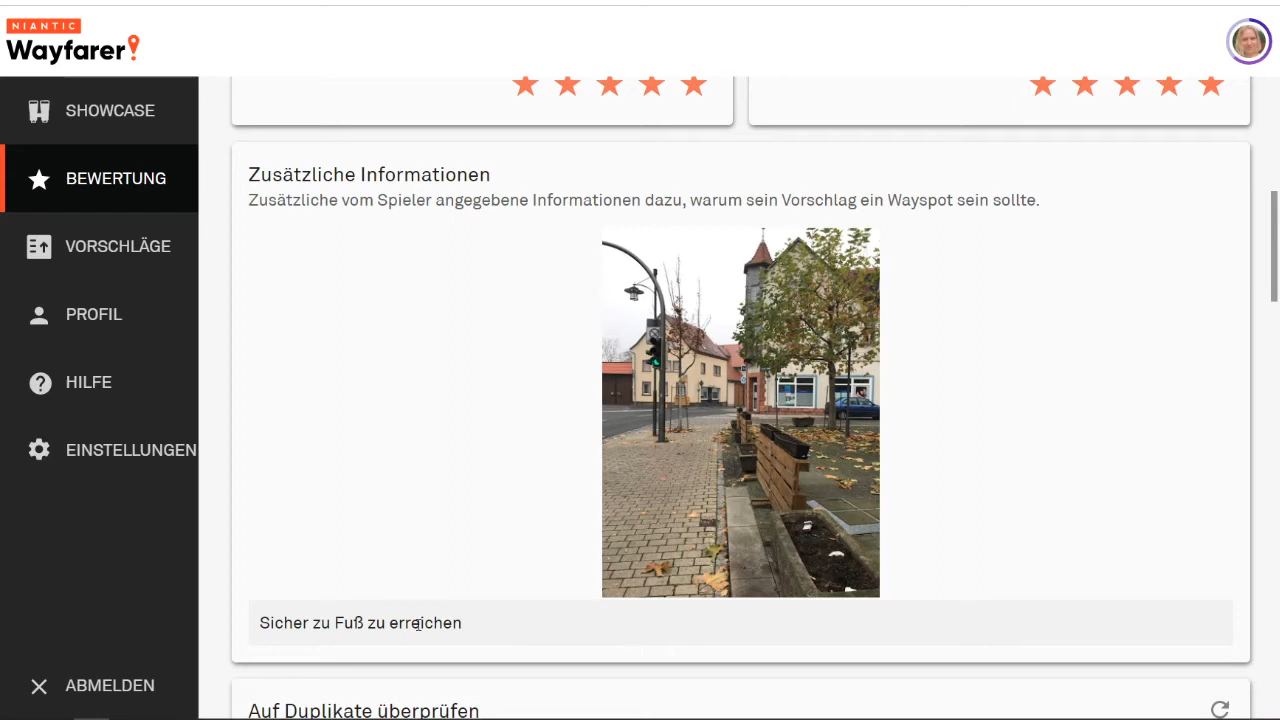 NIANTIC
Wayfarer!
SHOWCASE
BEWERTUNG
VORSCHLÄGE
PROFIL
HILFE
EINSTELLUNGEN
ABMELDEN
Zusätzliche Informationen
Zusätzliche vom Spieler angegebene Informationen dazu, warum sein Vorschlag ein Wayspot sein sollte.
Sicher zu Fuß zu erreichen
Auf Duplikate überprüfen